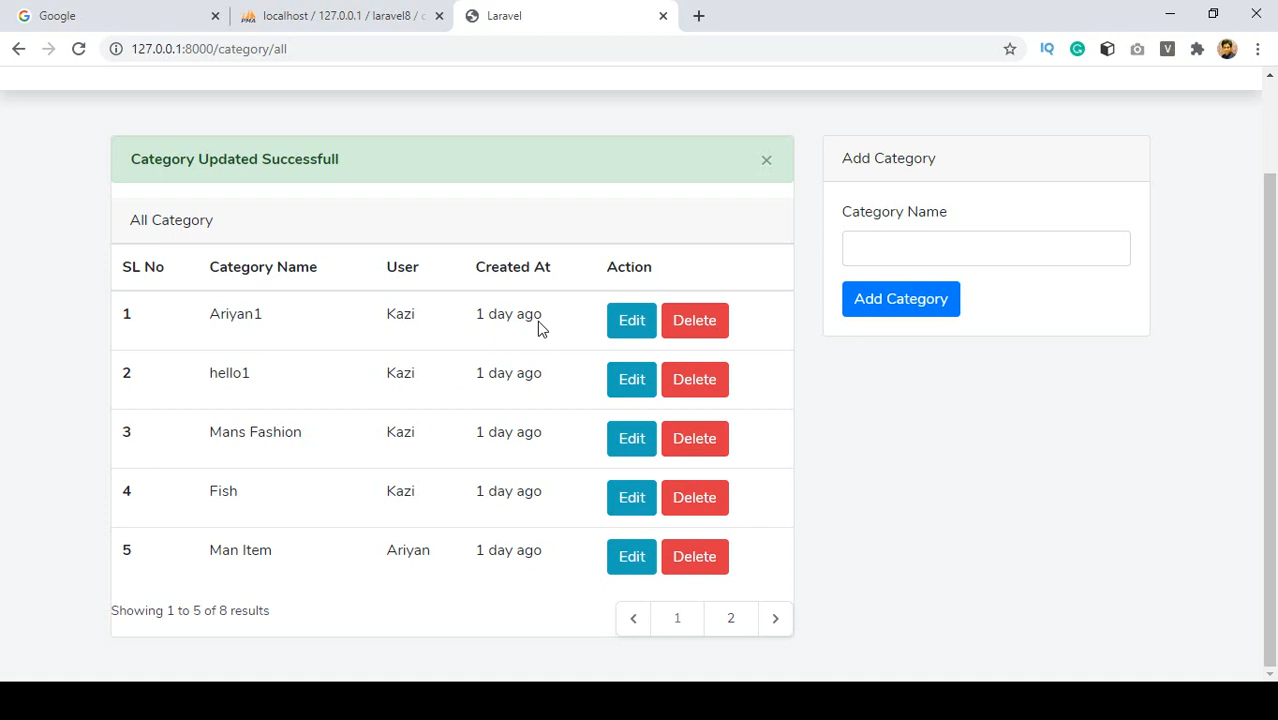 Google
localhost / 127.0.0.1 / laravel8 / c
Laravel
127.0.0.1:8000/category/all
IQ
V
Category Updated Successfull
All Category
SL No Category Name User Created At Action
1 Ariyan1 Kazi 1 day ago Edit Delete
2 hello1 Kazi 1 day ago Edit Delete
3 Mans Fashion Kazi 1 day ago Edit Delete
4 Fish Kazi 1 day ago Edit Delete
5 Man Item Ariyan 1 day ago Edit Delete
Showing 1 to 5 of 8 results
1 2
Add Category
Category Name
Add Category